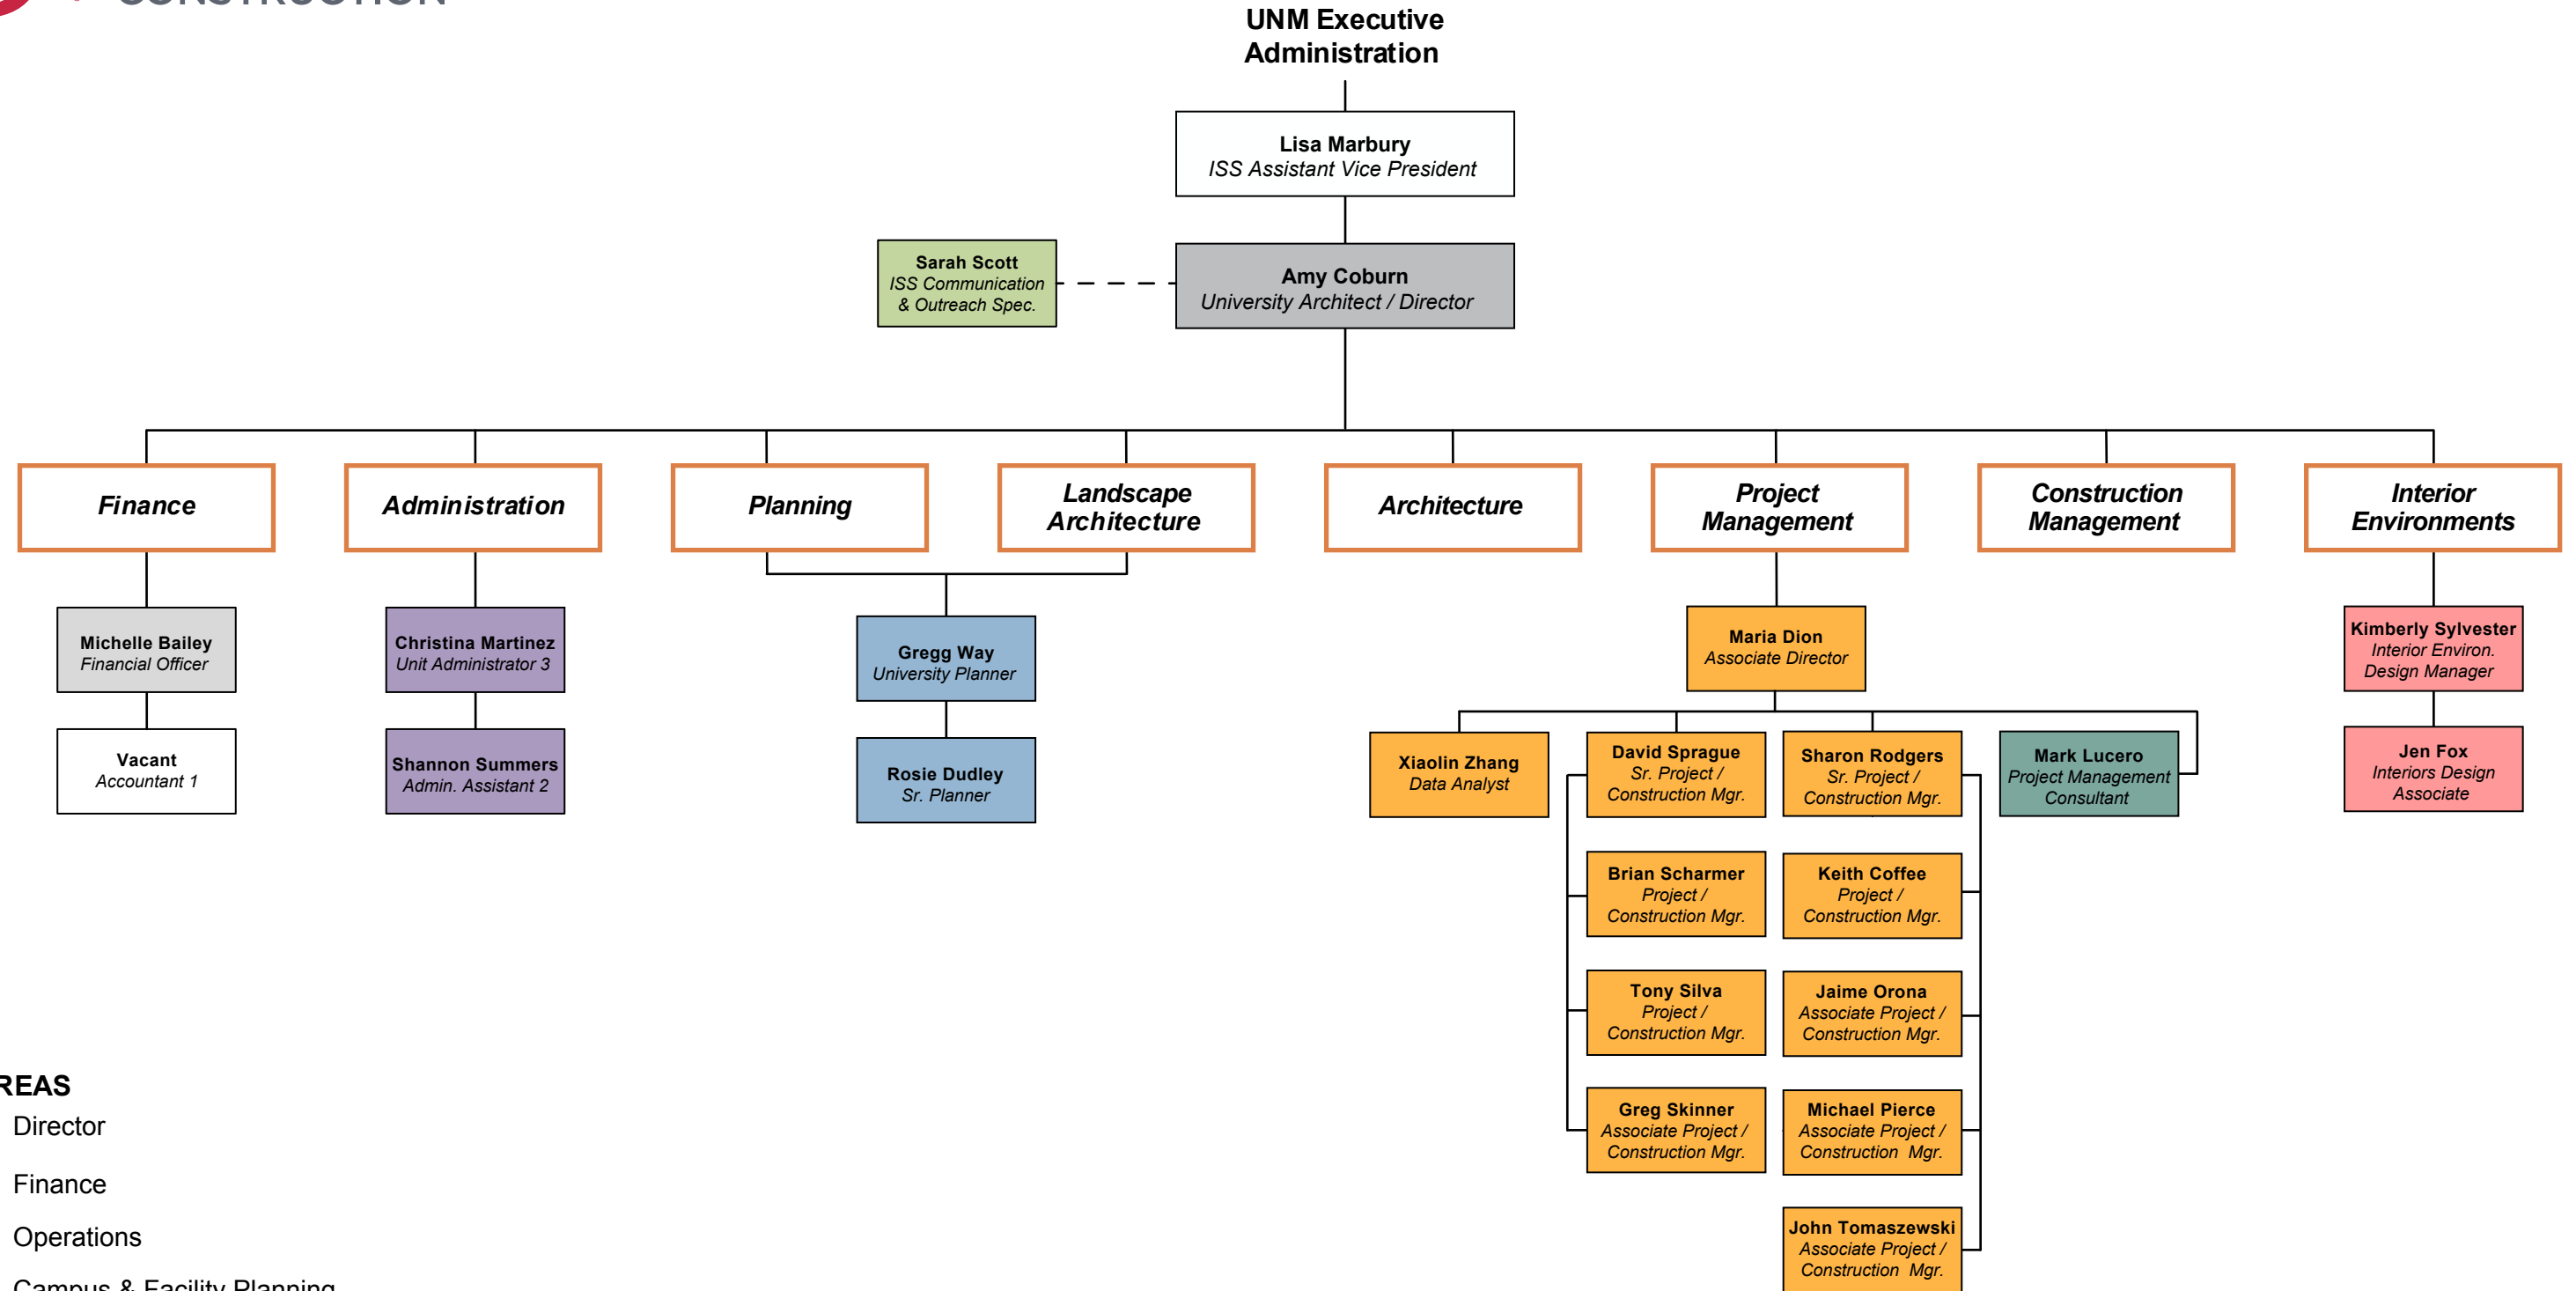 CONSTRUCTION
UNM Executive
Administration
Lisa Marbury
ISS Assistant Vice President
Sarah Scott
ISS Communication
& Outreach Spec.
Amy Coburn
University Architect / Director
Finance
Administration
Planning
Landscape
Architecture
Architecture
Project
Management
Construction
Management
Interior
Environments
Michelle Bailey
Financial Officer
Vacant
Accountant 1
Christina Martinez
Unit Administrator 3
Shannon Summers
Admin. Assistant 2
Gregg Way
University Planner
Rosie Dudley
Sr. Planner
Maria Dion
Associate Director
Xiaolin Zhang
Data Analyst
David Sprague
Sr. Project /
Construction Mgr.
Brian Scharmer
Project /
Construction Mgr.
Tony Silva
Project /
Construction Mgr.
Greg Skinner
Associate Project /
Construction Mgr.
Sharon Rodgers
Sr. Project /
Construction Mgr.
Keith Coffee
Project /
Construction Mgr.
Jaime Orona
Associate Project /
Construction Mgr.
Michael Pierce
Associate Project /
Construction Mgr.
John Tomaszewski
Associate Project /
Construction Mgr.
Mark Lucero
Project Management
Consultant
Kimberly Sylvester
Interior Environ.
Design Manager
Jen Fox
Interiors Design
Associate
REAS
Director
Finance
Operations
Campus & Facility Planning